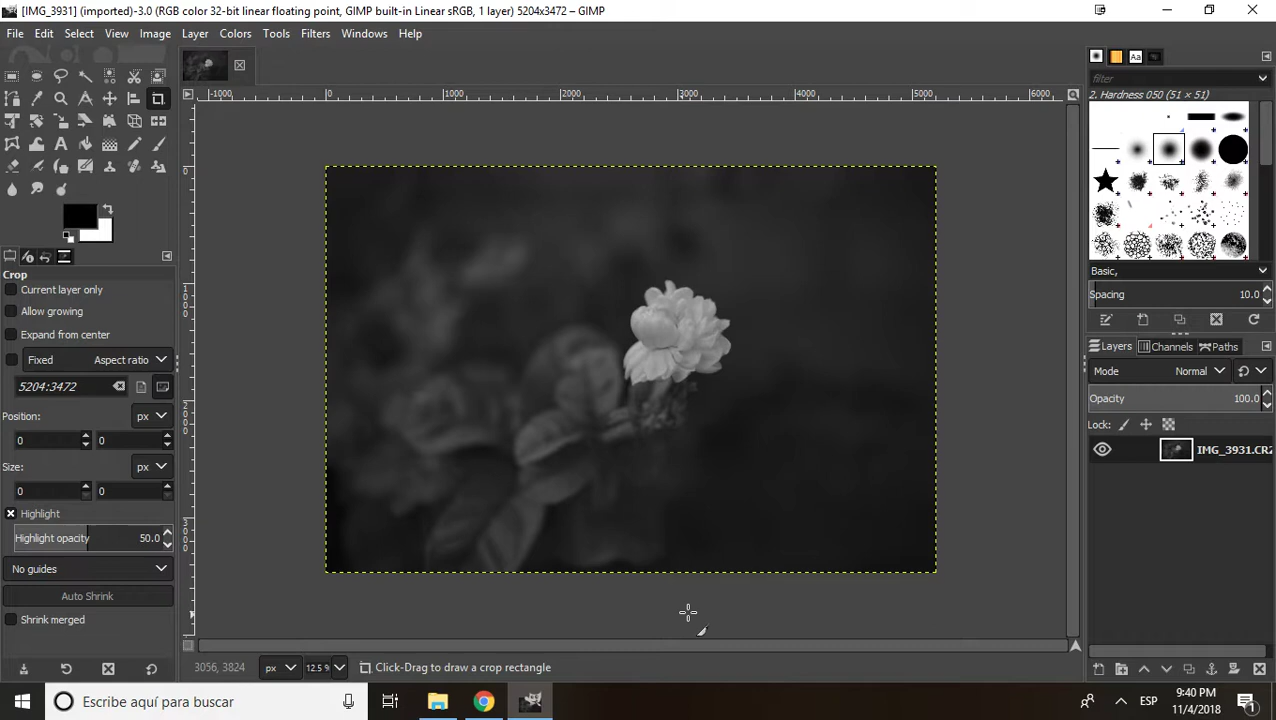 [IMG_3931] (imported)-3.0 (RGB color 32-bit linear floating point, GIMP built-in Linear sRGB, 1 layer) 5204x3472 – GIMP
File Edit Select View Image Layer Colors Tools Filters Windows Help
-1000 0 1000 2000 3000 4000 5000 6000
0
1000
2000
3000
Crop
Current layer only
Allow growing
Expand from center
Fixed Aspect ratio
5204:3472
Position: px
0 0
Size: px
0 0
Highlight
Highlight opacity 50.0
No guides
Auto Shrink
Shrink merged
3056, 3824 px 12.5 % Click-Drag to draw a crop rectangle
Aa
filter
2. Hardness 050 (51 × 51)
Basic,
Spacing 10.0
Layers Channels Paths
Mode Normal
Opacity 100.0
Lock:
IMG_3931.CR2
Escribe aquí para buscar
ESP
9:40 PM
11/4/2018
1